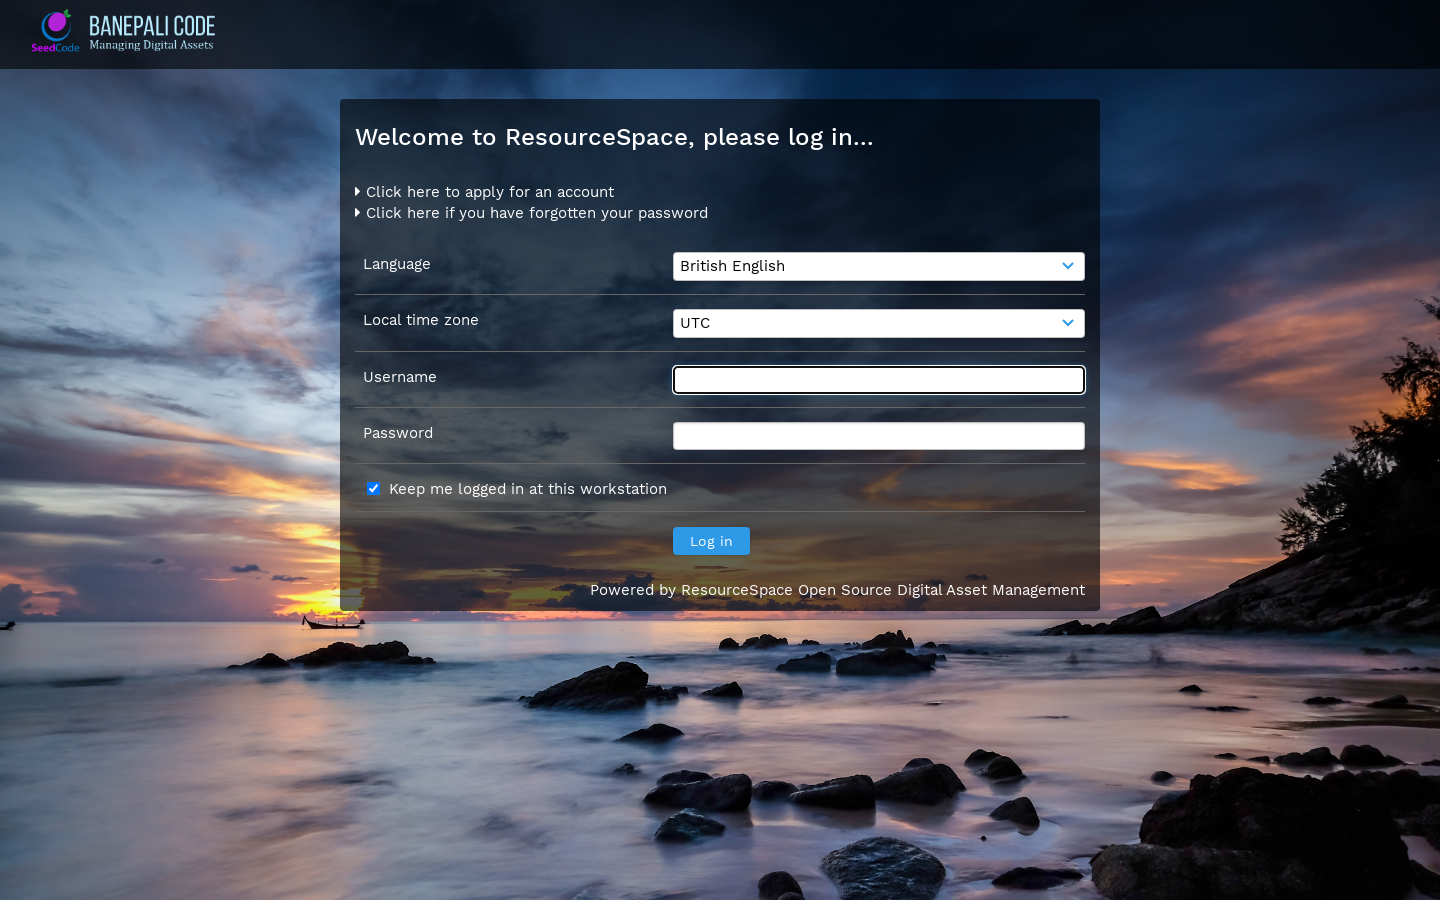 SeedCode
BANEPALI CODE
Managing Digital Assets
Welcome to ResourceSpace, please log in...
Click here to apply for an account
Click here if you have forgotten your password
Language
British English
Local time zone
UTC
Username
Password
Keep me logged in at this workstation
Log in
Powered by ResourceSpace Open Source Digital Asset Management